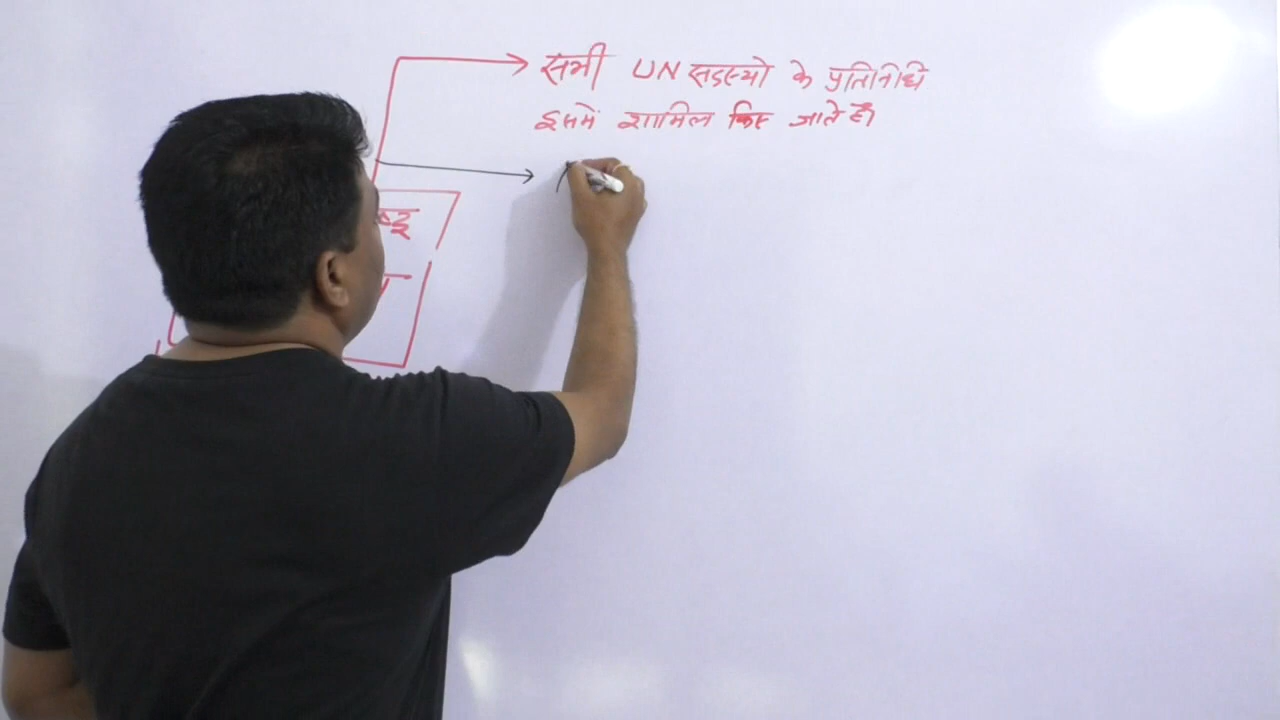 सभी UN सदस्यो के प्रतिनिधि
इसमें शामिल किए जाते है